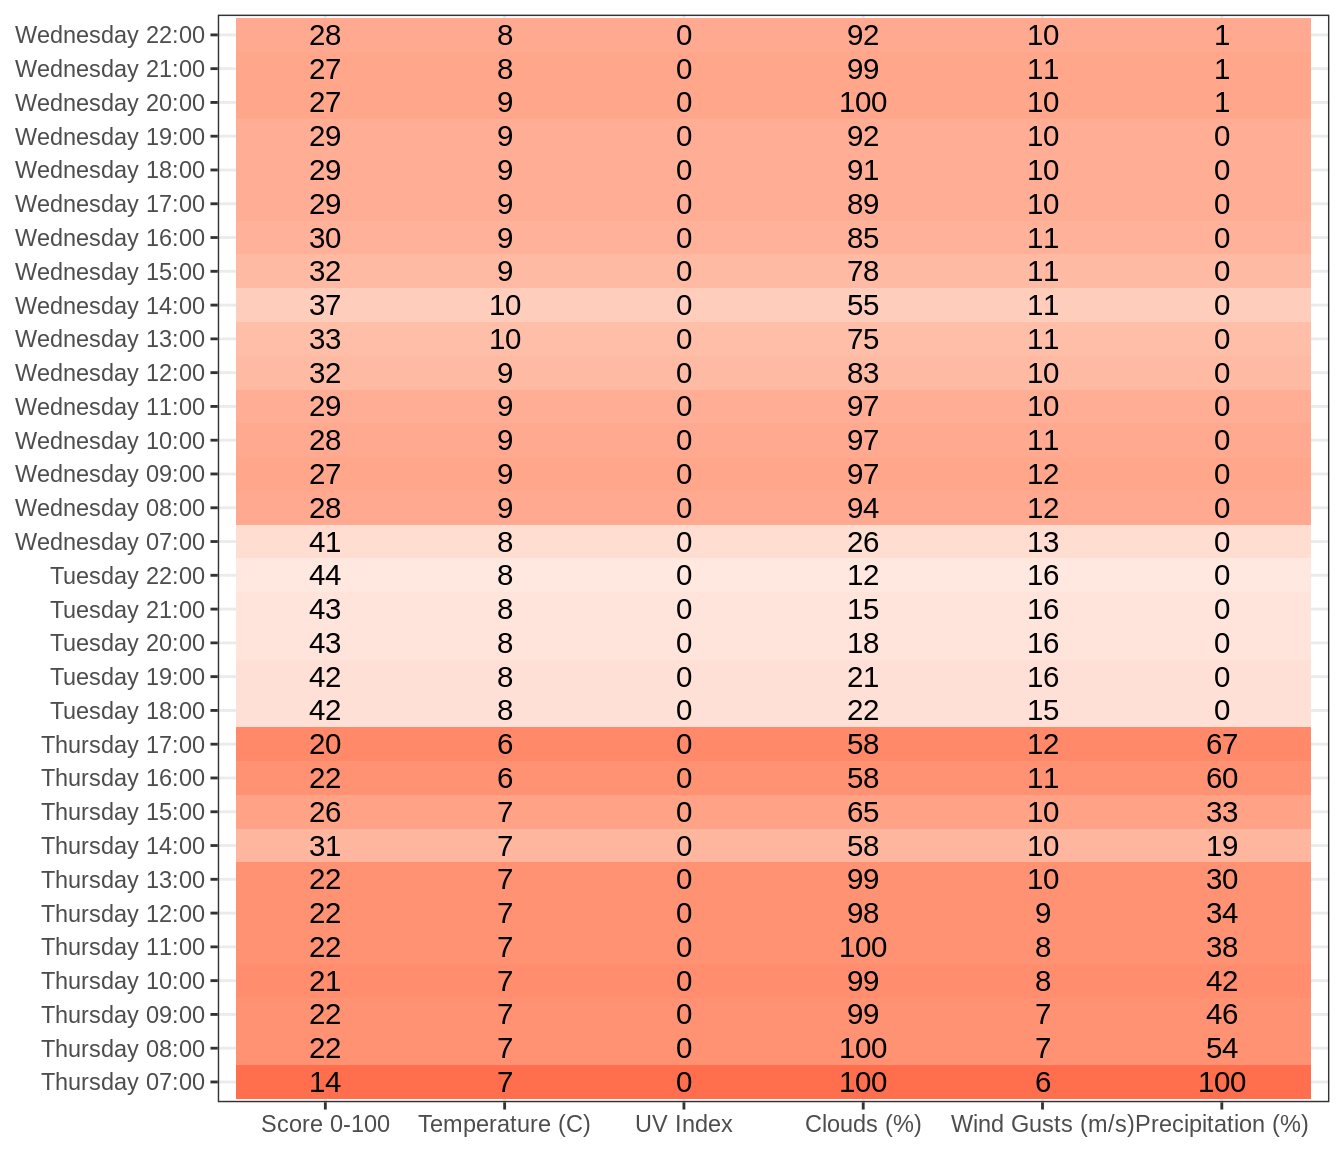 Wednesday 22:00 28 8 0 92 10 1
Wednesday 21:00 27 8 0 99 11 1
Wednesday 20:00 27 9 0 100 10 1
Wednesday 19:00 29 9 0 92 10 0
Wednesday 18:00 29 9 0 91 10 0
Wednesday 17:00 29 9 0 89 10 0
Wednesday 16:00 30 9 0 85 11 0
Wednesday 15:00 32 9 0 78 11 0
Wednesday 14:00 37 10 0 55 11 0
Wednesday 13:00 33 10 0 75 11 0
Wednesday 12:00 32 9 0 83 10 0
Wednesday 11:00 29 9 0 97 10 0
Wednesday 10:00 28 9 0 97 11 0
Wednesday 09:00 27 9 0 97 12 0
Wednesday 08:00 28 9 0 94 12 0
Wednesday 07:00 41 8 0 26 13 0
Tuesday 22:00 44 8 0 12 16 0
Tuesday 21:00 43 8 0 15 16 0
Tuesday 20:00 43 8 0 18 16 0
Tuesday 19:00 42 8 0 21 16 0
Tuesday 18:00 42 8 0 22 15 0
Thursday 17:00 20 6 0 58 12 67
Thursday 16:00 22 6 0 58 11 60
Thursday 15:00 26 7 0 65 10 33
Thursday 14:00 31 7 0 58 10 19
Thursday 13:00 22 7 0 99 10 30
Thursday 12:00 22 7 0 98 9 34
Thursday 11:00 22 7 0 100 8 38
Thursday 10:00 21 7 0 99 8 42
Thursday 09:00 22 7 0 99 7 46
Thursday 08:00 22 7 0 100 7 54
Thursday 07:00 14 7 0 100 6 100
Score 0-100 Temperature (C) UV Index Clouds (%) Wind Gusts (m/s) Precipitation (%)